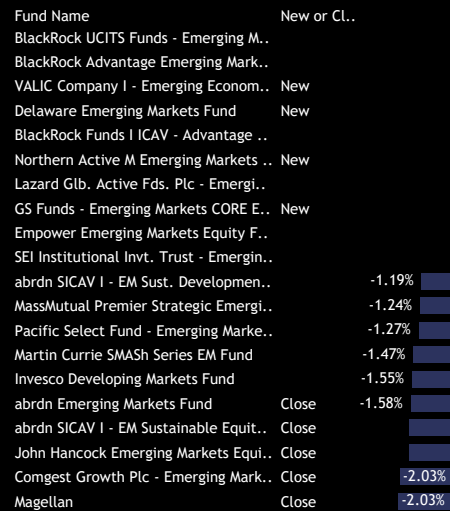 Fund Name New or Cl..
BlackRock UCITS Funds - Emerging M..
BlackRock Advantage Emerging Mark..
VALIC Company I - Emerging Econom.. New
Delaware Emerging Markets Fund New
BlackRock Funds I ICAV - Advantage ..
Northern Active M Emerging Markets .. New
Lazard Glb. Active Fds. Plc - Emergi..
GS Funds - Emerging Markets CORE E.. New
Empower Emerging Markets Equity F..
SEI Institutional Invt. Trust - Emergin..
abrdn SICAV I - EM Sust. Developmen.. -1.19%
MassMutual Premier Strategic Emergi.. -1.24%
Pacific Select Fund - Emerging Marke.. -1.27%
Martin Currie SMASh Series EM Fund -1.47%
Invesco Developing Markets Fund -1.55%
abrdn Emerging Markets Fund Close -1.58%
abrdn SICAV I - EM Sustainable Equit.. Close
John Hancock Emerging Markets Equi.. Close
Comgest Growth Plc - Emerging Mark.. Close -2.03%
Magellan Close -2.03%